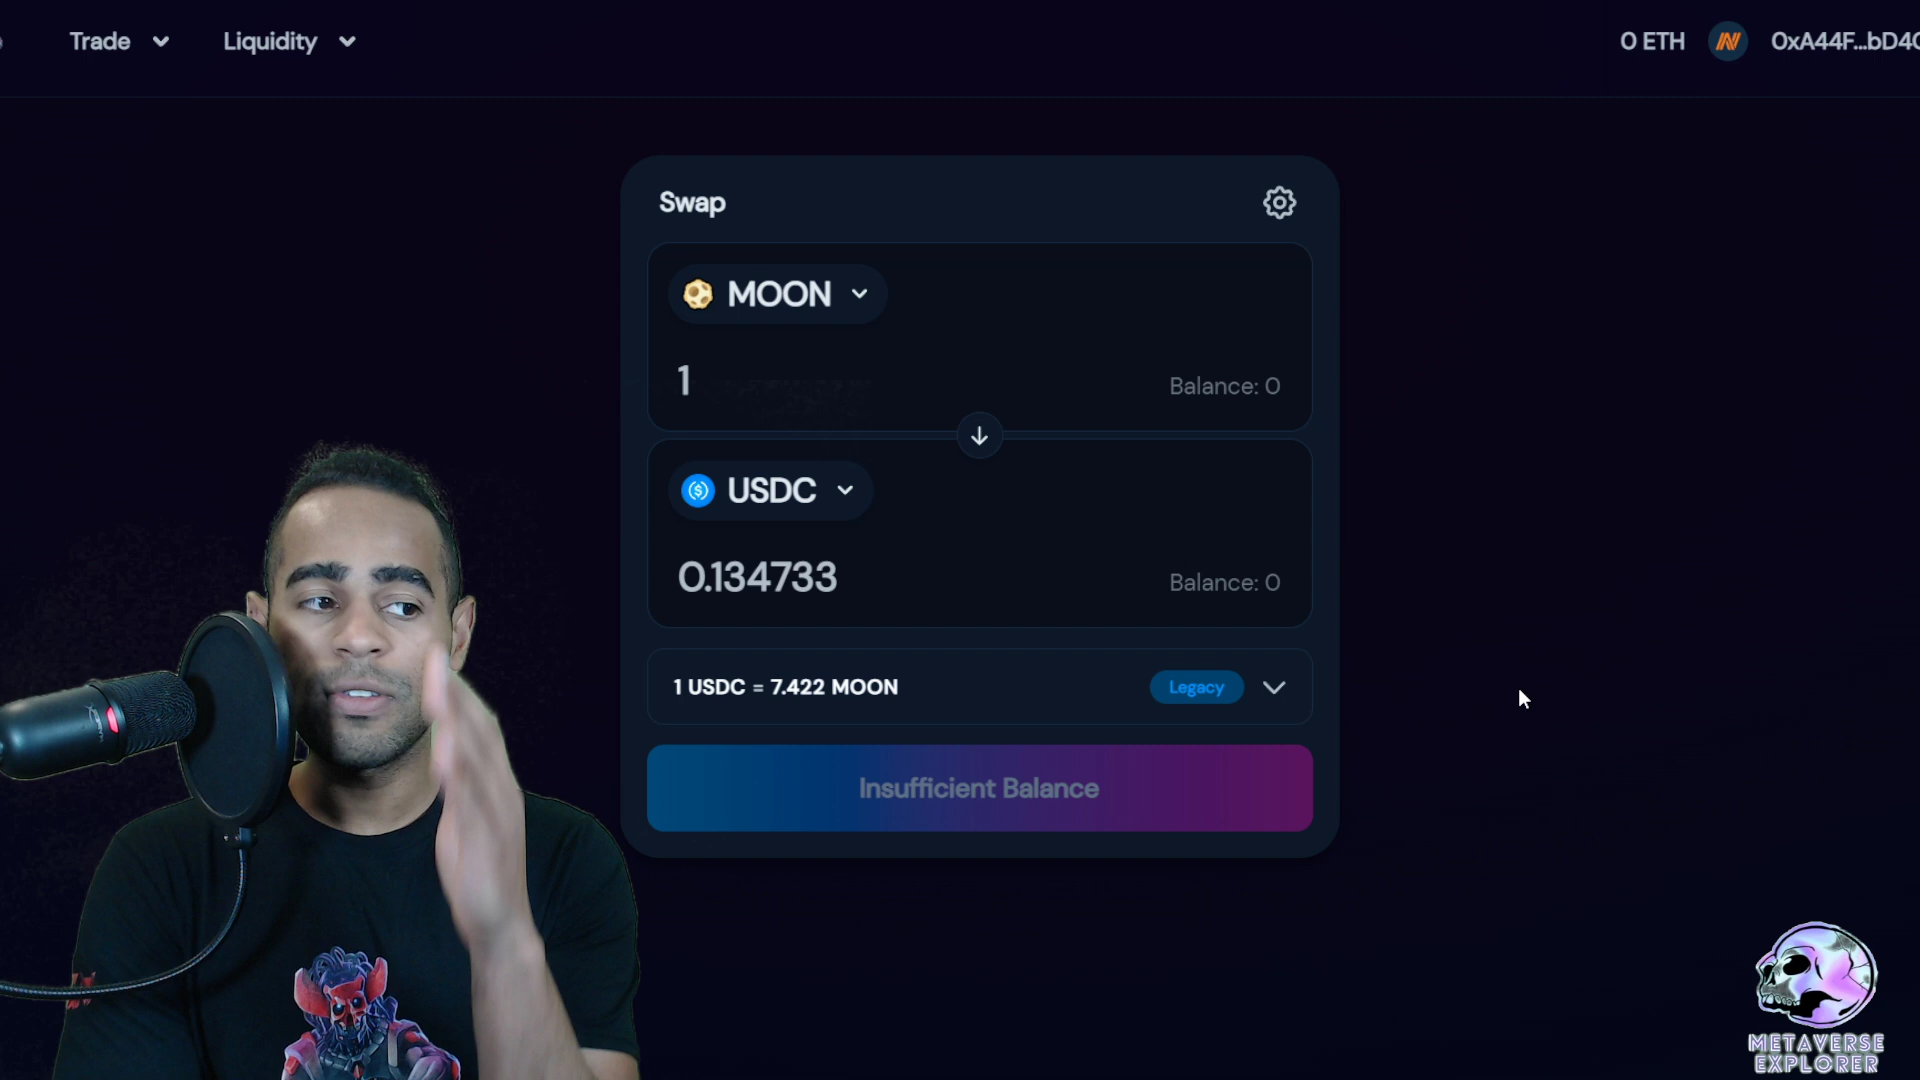 Trade
Liquidity
0 ETH
0xA44F...bD4
Swap
MOON
1
Balance: 0
USDC
0.134733
Balance: 0
1 USDC = 7.422 MOON
Legacy
Insufficient Balance
METAVERSE
EXPLORER